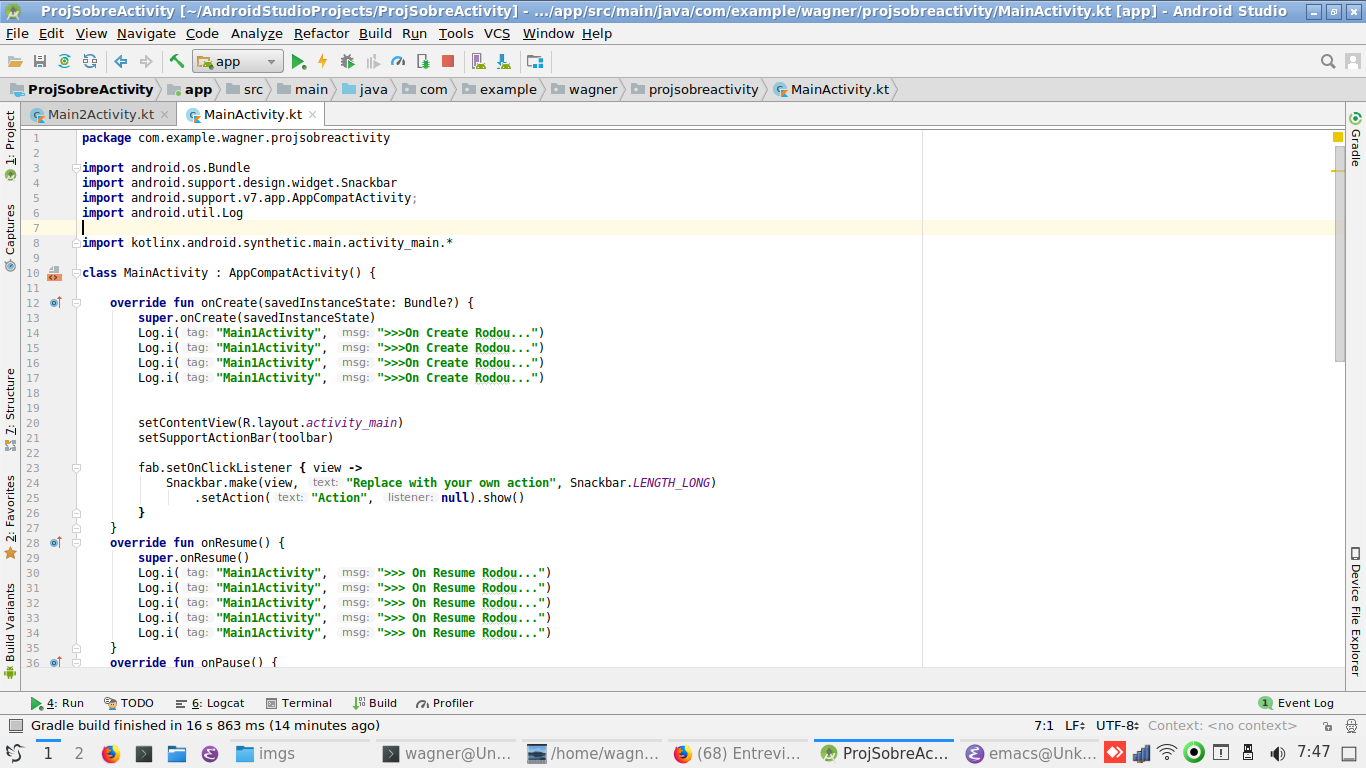 ProjSobreActivity [~/AndroidStudioProjects/ProjSobreActivity] - .../app/src/main/java/com/example/wagner/projsobreactivity/MainActivity.kt [app] - Android Studio
File Edit View Navigate Code Analyze Refactor Build Run Tools VCS Window Help
app
ProjSobreActivity app src main java com example wagner projsobreactivity MainActivity.kt
Main2Activity.kt MainActivity.kt
1: Project
Captures
7: Structure
2: Favorites
Build Variants
1 package com.example.wagner.projsobreactivity
2
3 import android.os.Bundle
4 import android.support.design.widget.Snackbar
5 import android.support.v7.app.AppCompatActivity;
6 import android.util.Log
7
8 import kotlinx.android.synthetic.main.activity_main.*
9
10 class MainActivity : AppCompatActivity() {
11
12 override fun onCreate(savedInstanceState: Bundle?) {
13 super.onCreate(savedInstanceState)
14 Log.i( tag: "Main1Activity", msg: ">>>On Create Rodou...")
15 Log.i( tag: "Main1Activity", msg: ">>>On Create Rodou...")
16 Log.i( tag: "Main1Activity", msg: ">>>On Create Rodou...")
17 Log.i( tag: "Main1Activity", msg: ">>>On Create Rodou...")
18
19
20 setContentView(R.layout.activity_main)
21 setSupportActionBar(toolbar)
22
23 fab.setOnClickListener { view ->
24 Snackbar.make(view, text: "Replace with your own action", Snackbar.LENGTH_LONG)
25 .setAction( text: "Action", listener: null).show()
26 }
27 }
28 override fun onResume() {
29 super.onResume()
30 Log.i( tag: "Main1Activity", msg: ">>> On Resume Rodou...")
31 Log.i( tag: "Main1Activity", msg: ">>> On Resume Rodou...")
32 Log.i( tag: "Main1Activity", msg: ">>> On Resume Rodou...")
33 Log.i( tag: "Main1Activity", msg: ">>> On Resume Rodou...")
34 Log.i( tag: "Main1Activity", msg: ">>> On Resume Rodou...")
35 }
36 override fun onPause() {
Gradle
Device File Explorer
4: Run TODO 6: Logcat Terminal Build Profiler 1 Event Log
Gradle build finished in 16 s 863 ms (14 minutes ago) 7:1 LF UTF-8 Context: <no context>
1 2 imgs wagner@Un... /home/wagn... (68) Entrevi... ProjSobreAc... emacs@Unk... 7:47